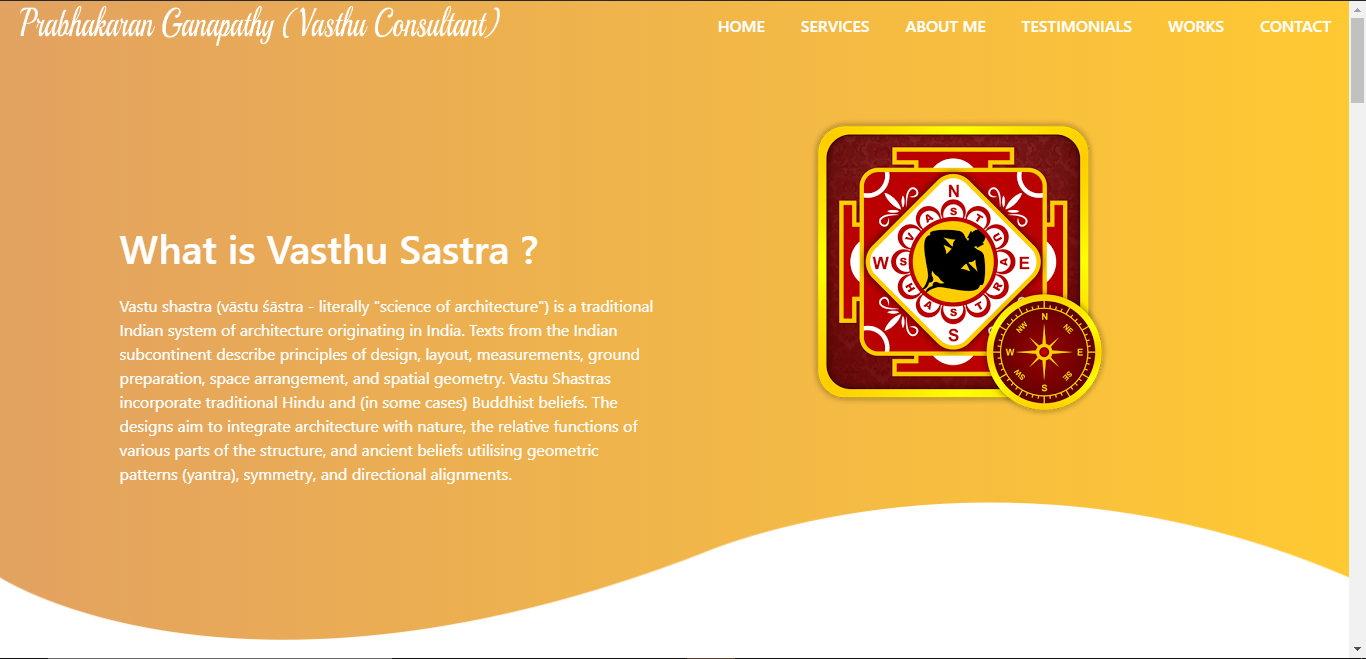 Prabhakaran Ganapathy (Vasthu Consultant)
HOME SERVICES ABOUT ME TESTIMONIALS WORKS CONTACT
What is Vasthu Sastra ?
Vastu shastra (vāstu śāstra - literally "science of architecture") is a traditional
Indian system of architecture originating in India. Texts from the Indian
subcontinent describe principles of design, layout, measurements, ground
preparation, space arrangement, and spatial geometry. Vastu Shastras
incorporate traditional Hindu and (in some cases) Buddhist beliefs. The
designs aim to integrate architecture with nature, the relative functions of
various parts of the structure, and ancient beliefs utilising geometric
patterns (yantra), symmetry, and directional alignments.
N
VASTU
W E
SHASTRA
S
N
NW NE
W E
SW SE
S